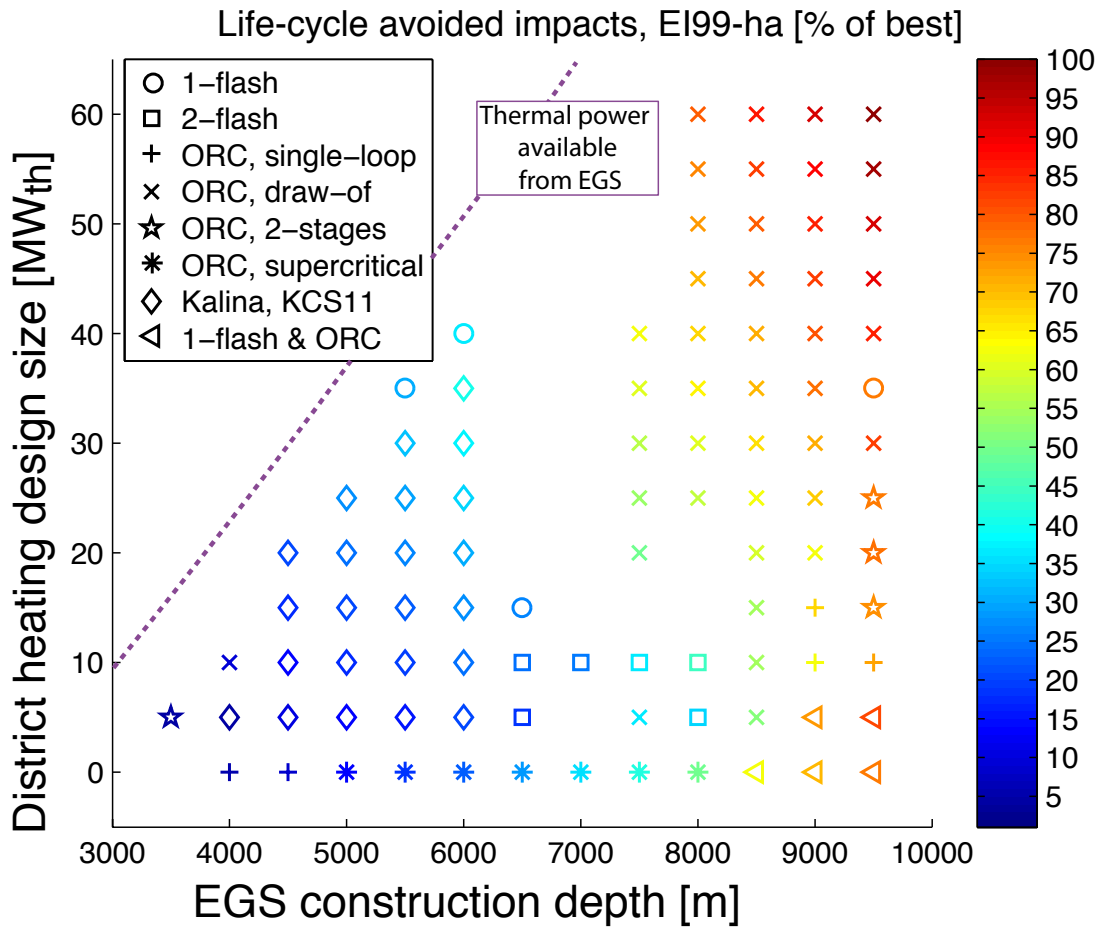 Life-cycle avoided impacts, EI99-ha [% of best]
1-flash
2-flash
ORC, single-loop
ORC, draw-of
ORC, 2-stages
ORC, supercritical
Kalina, KCS11
1-flash & ORC
Thermal power
available
from EGS
District heating design size [MWth]
60
50
40
30
20
10
0
3000 4000 5000 6000 7000 8000 9000 10000
EGS construction depth [m]
100
95
90
85
80
75
70
65
60
55
50
45
40
35
30
25
20
15
10
5